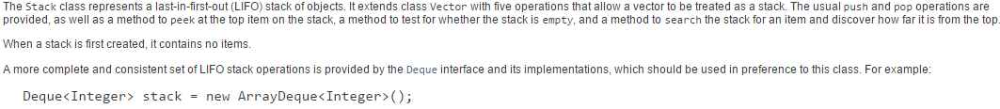 The Stack class represents a last-in-first-out (LIFO) stack of objects. It extends class Vector with five operations that allow a vector to be treated as a stack. The usual push and pop operations are
provided, as well as a method to peek at the top item on the stack, a method to test for whether the stack is empty, and a method to search the stack for an item and discover how far it is from the top.
When a stack is first created, it contains no items.
A more complete and consistent set of LIFO stack operations is provided by the Deque interface and its implementations, which should be used in preference to this class. For example:
Deque<Integer> stack = new ArrayDeque<Integer>();